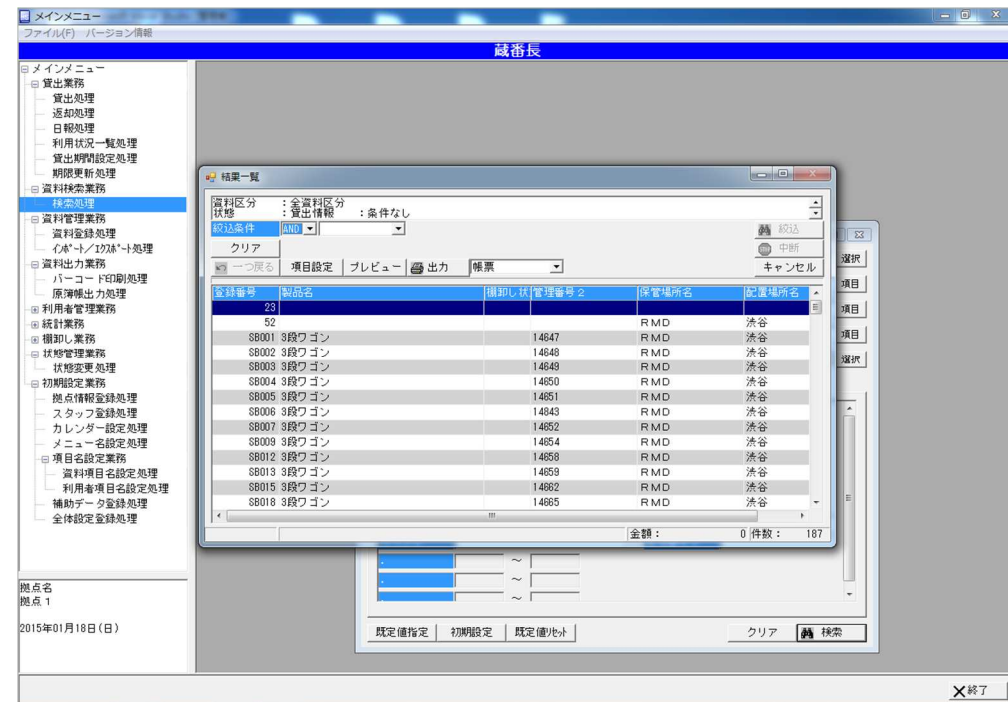 メインメニュー
ファイル(F) バージョン情報
蔵番長
メインメニュー
貸出業務
貸出処理
返却処理
日報処理
利用状況一覧処理
貸出期間設定処理
期限更新処理
資料検索業務
検索処理
資料管理業務
資料登録処理
インポート/エクスポート処理
資料出力業務
バーコード印刷処理
原簿帳出力処理
利用者管理業務
統計業務
棚卸し業務
状態管理業務
状態変更処理
初期設定業務
拠点情報登録処理
スタッフ登録処理
カレンダー設定処理
メニュー名設定処理
項目名設定業務
資料項目名設定処理
利用者項目名設定処理
補助データ登録処理
全体設定登録処理
拠点名
拠点1
2015年01月18日(日)
結果一覧
資料区分 :全資料区分
状態 :貸出情報 :条件なし
絞込条件 AND 絞込
クリア 中断
一つ戻る 項目設定 プレビュー 出力 帳票 キャンセル
登録番号 製品名 棚卸し状 管理番号2 保管場所名 配置場所名
23
52 RMD 渋谷
SB001 3段ワゴン 14647 RMD 渋谷
SB002 3段ワゴン 14648 RMD 渋谷
SB003 3段ワゴン 14649 RMD 渋谷
SB004 3段ワゴン 14650 RMD 渋谷
SB005 3段ワゴン 14651 RMD 渋谷
SB006 3段ワゴン 14843 RMD 渋谷
SB007 3段ワゴン 14652 RMD 渋谷
SB009 3段ワゴン 14654 RMD 渋谷
SB012 3段ワゴン 14658 RMD 渋谷
SB013 3段ワゴン 14659 RMD 渋谷
SB015 3段ワゴン 14662 RMD 渋谷
SB018 3段ワゴン 14665 RMD 渋谷
金額: 0 件数: 187
選択
項目
項目
項目
選択
~
~
~
既定値指定 初期設定 既定値リセット クリア 検索
終了